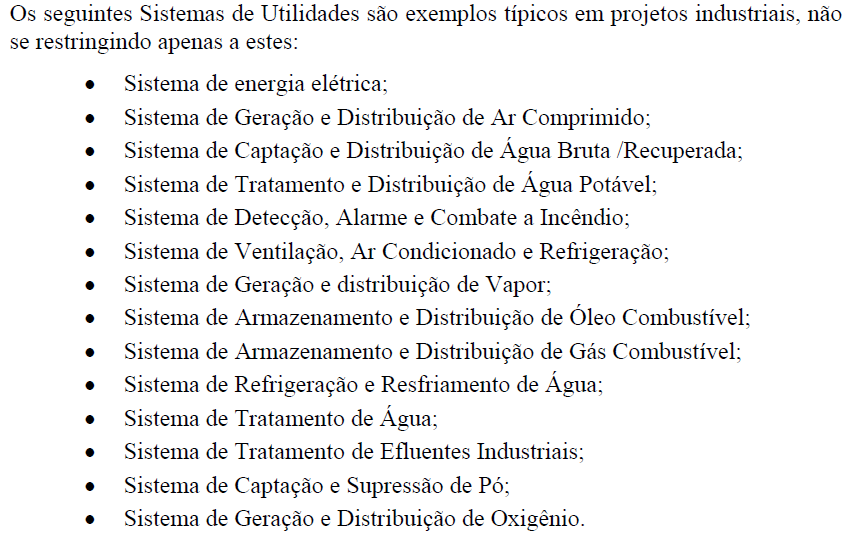 Os seguintes Sistemas de Utilidades são exemplos típicos em projetos industriais, não
se restringindo apenas a estes:
• Sistema de energia elétrica;
• Sistema de Geração e Distribuição de Ar Comprimido;
• Sistema de Captação e Distribuição de Água Bruta /Recuperada;
• Sistema de Tratamento e Distribuição de Água Potável;
• Sistema de Detecção, Alarme e Combate a Incêndio;
• Sistema de Ventilação, Ar Condicionado e Refrigeração;
• Sistema de Geração e distribuição de Vapor;
• Sistema de Armazenamento e Distribuição de Óleo Combustível;
• Sistema de Armazenamento e Distribuição de Gás Combustível;
• Sistema de Refrigeração e Resfriamento de Água;
• Sistema de Tratamento de Água;
• Sistema de Tratamento de Efluentes Industriais;
• Sistema de Captação e Supressão de Pó;
• Sistema de Geração e Distribuição de Oxigênio.